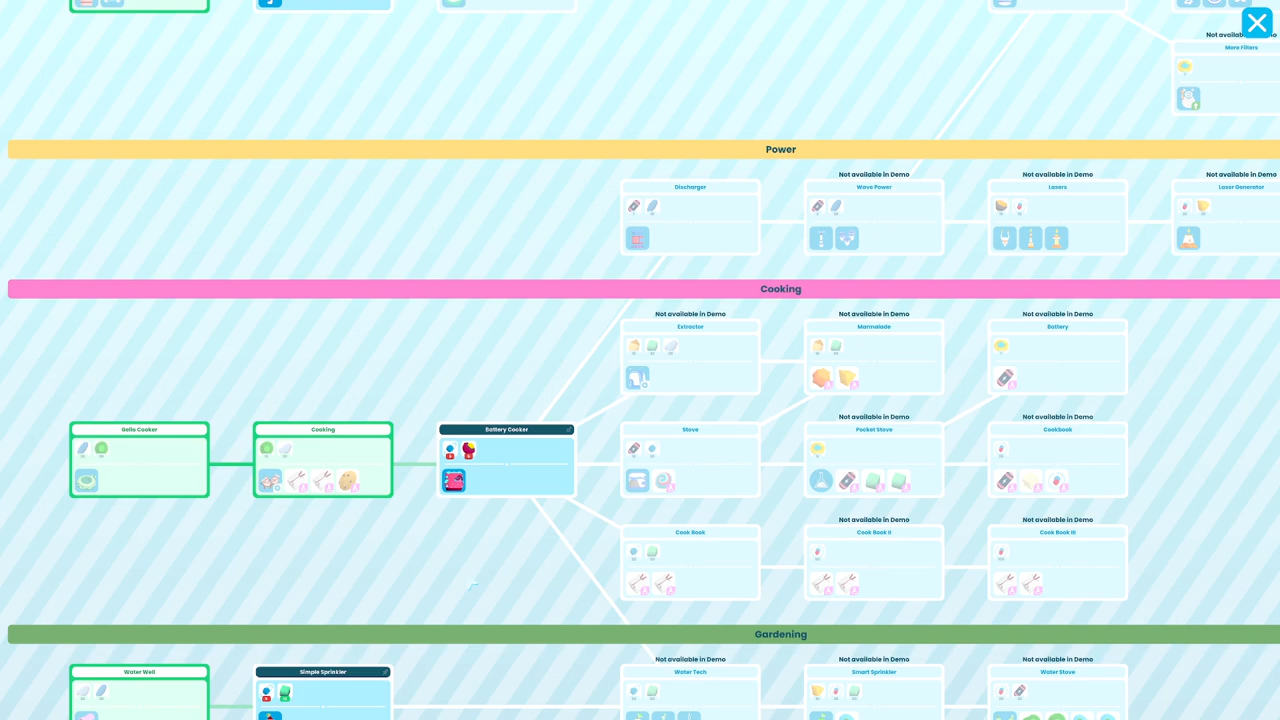 Not available in Demo
More Filters
Power
Not available in Demo
Not available in Demo
Not available in Demo
Discharger
Wave Power
Lasers
Laser Generator
Cooking
Not available in Demo
Not available in Demo
Not available in Demo
Extractor
Marmalade
Battery
Not available in Demo
Not available in Demo
Gello Cooker
Cooking
Battery Cooker
Stove
Pocket Stove
Cookbook
Not available in Demo
Not available in Demo
Cook Book
Cook Book II
Cook Book III
Gardening
Not available in Demo
Not available in Demo
Not available in Demo
Water Well
Simple Sprinkler
Water Tech
Smart Sprinkler
Water Stove